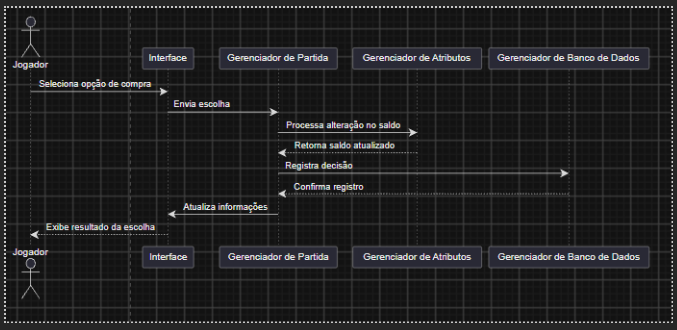 Jogador
Interface
Gerenciador de Partida
Gerenciador de Atributos
Gerenciador de Banco de Dados
Seleciona opção de compra
Envia escolha
Processa alteração no saldo
Retorna saldo atualizado
Registra decisão
Confirma registro
Atualiza informações
Exibe resultado da escolha
Jogador
Interface
Gerenciador de Partida
Gerenciador de Atributos
Gerenciador de Banco de Dados